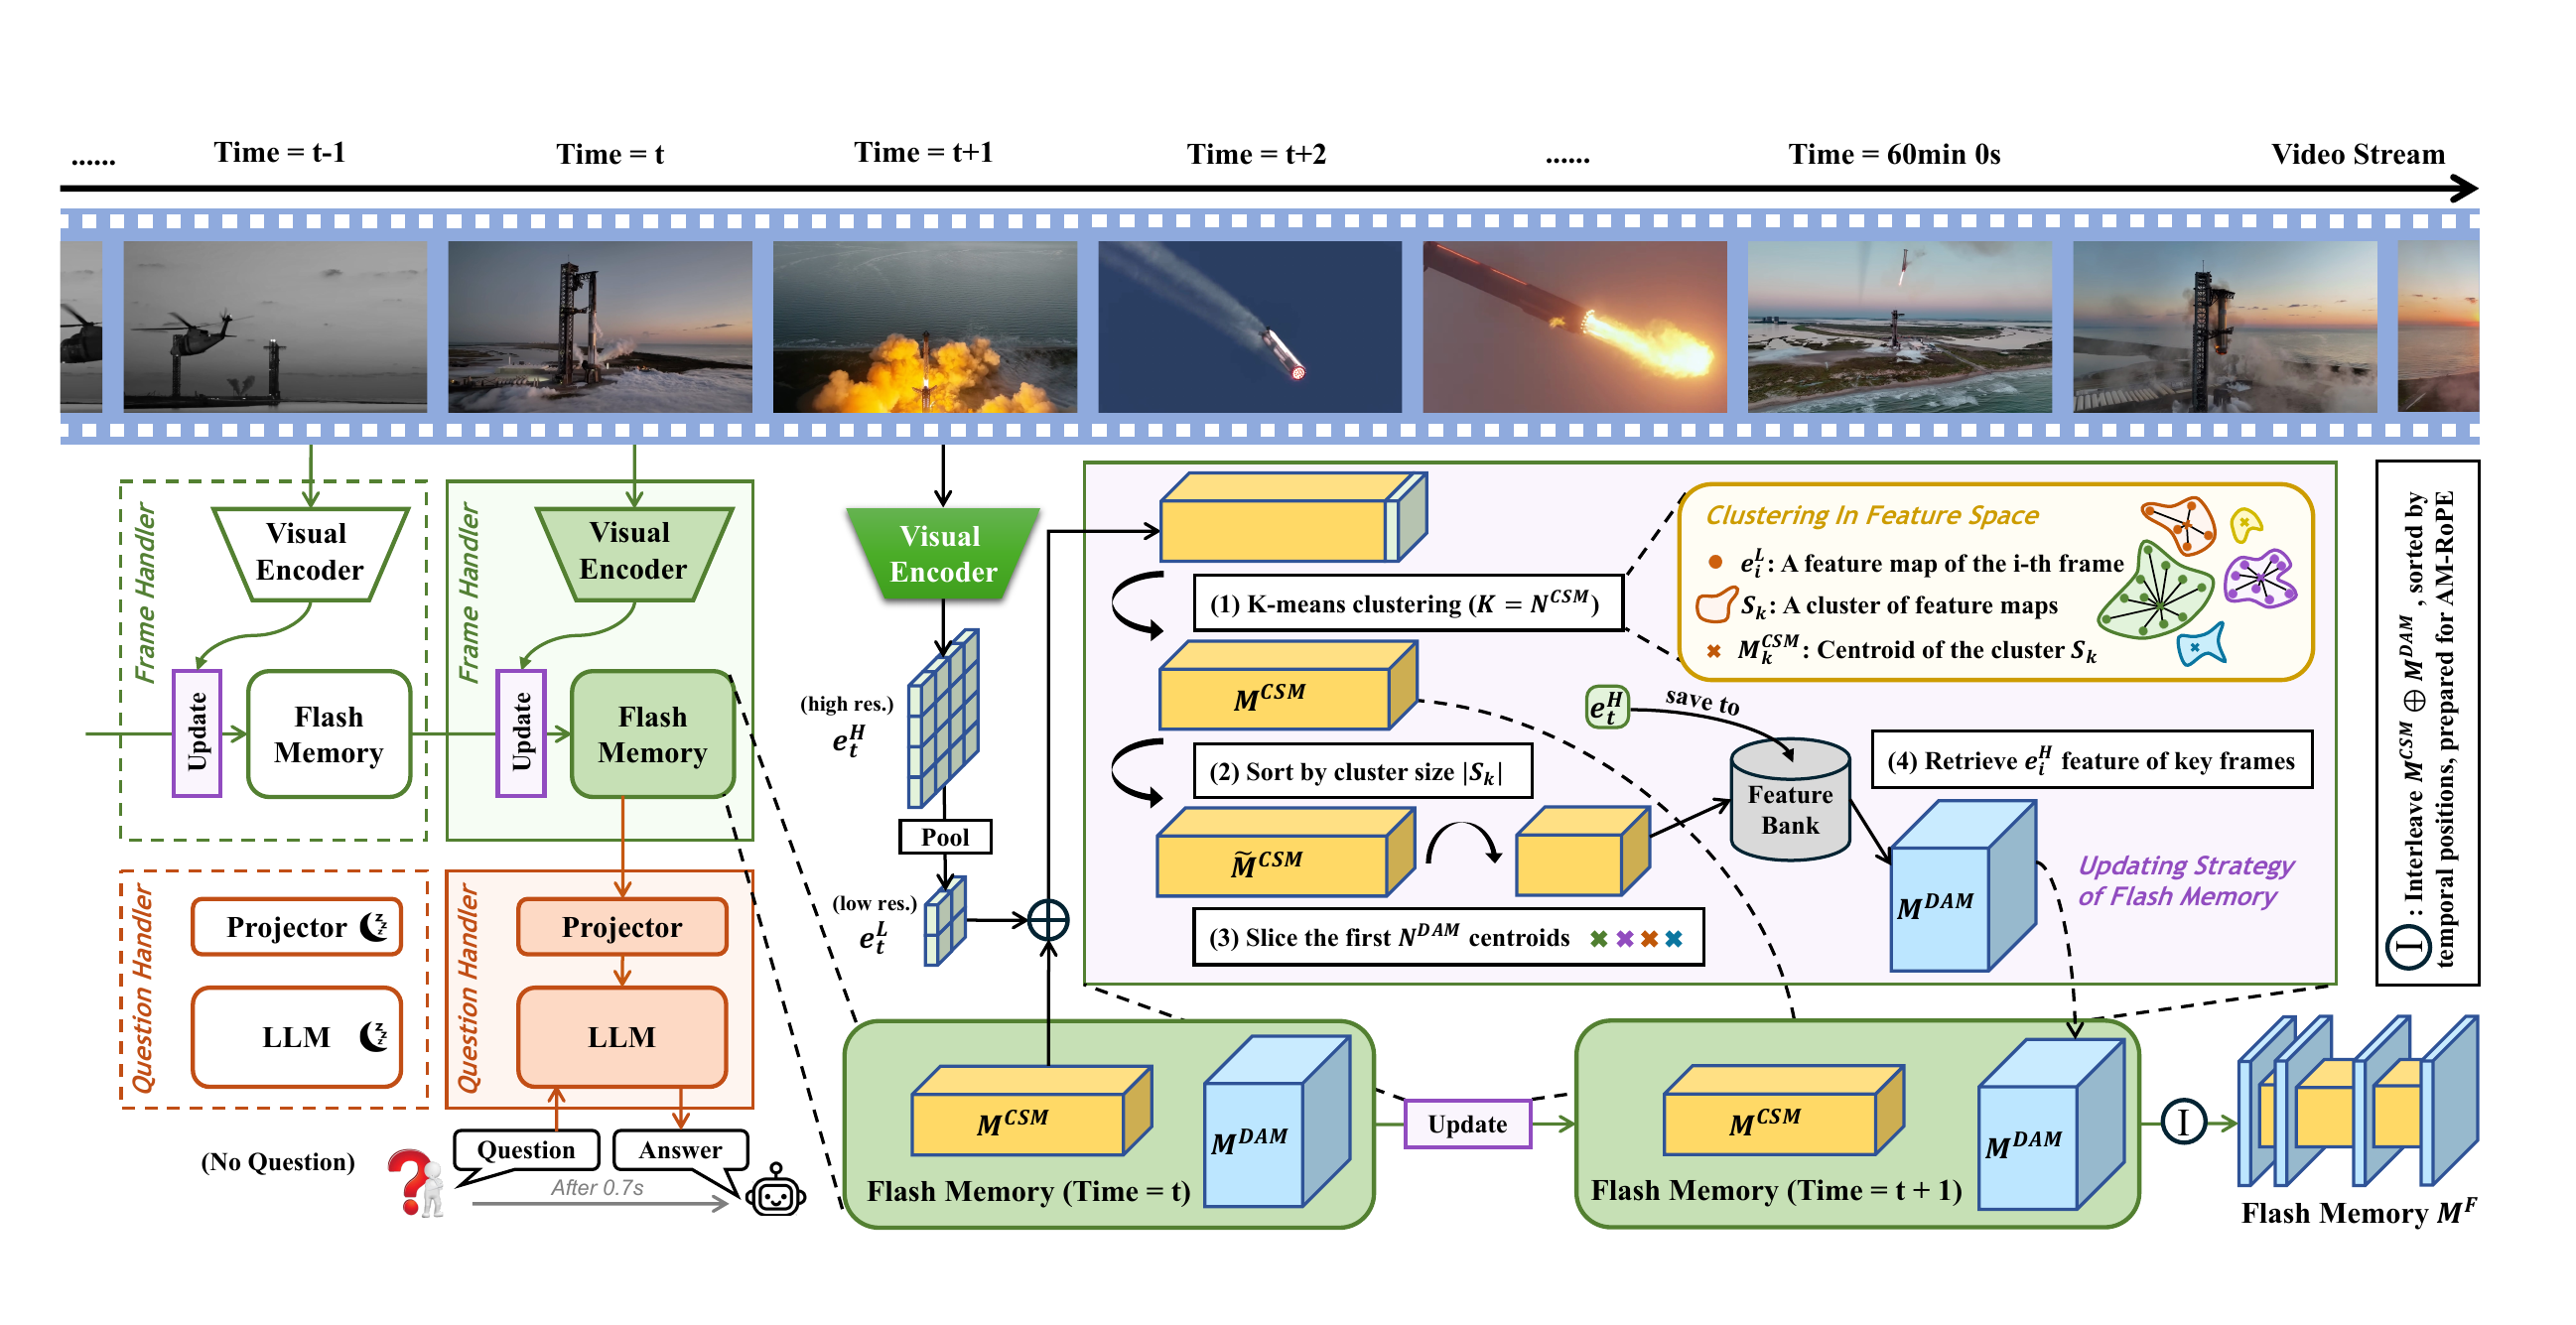 ......
Time = t-1
Time = t
Time = t+1
Time = t+2
......
Time = 60min 0s
Video Stream
Frame Handler
Visual
Encoder
Update
Flash
Memory
Frame Handler
Visual
Encoder
Update
Flash
Memory
Question Handler
Projector
LLM
(No Question)
Question Handler
Projector
LLM
Question
Answer
After 0.7s
Visual
Encoder
(high res.)
e_t^H
Pool
(low res.)
e_t^L
(1) K-means clustering (K = N^{CSM})
M^{CSM}
(2) Sort by cluster size |S_k|
M̃^{CSM}
(3) Slice the first N^{DAM} centroids
Clustering In Feature Space
e_i^L: A feature map of the i-th frame
S_k: A cluster of feature maps
M_k^{CSM}: Centroid of the cluster S_k
e_t^H
save to
Feature
Bank
(4) Retrieve e_i^H feature of key frames
M^{DAM}
Updating Strategy
of Flash Memory
I : Interleave M^{CSM} ⊕ M^{DAM}, sorted by
temporal positions, prepared for AM-RoPE
M^{CSM}
M^{DAM}
Flash Memory (Time = t)
Update
M^{CSM}
M^{DAM}
Flash Memory (Time = t + 1)
I
Flash Memory M^F